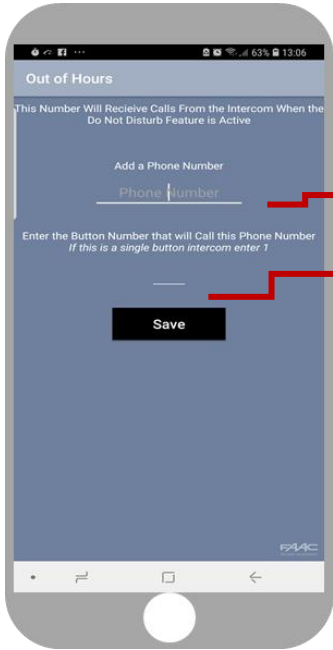 63% 13:06
Out of Hours
This Number Will Recieive Calls From the Intercom When the
Do Not Disturb Feature is Active
Add a Phone Number
Phone Number
Enter the Button Number that will Call this Phone Number
If this is a single button intercom enter 1
Save
FAAC